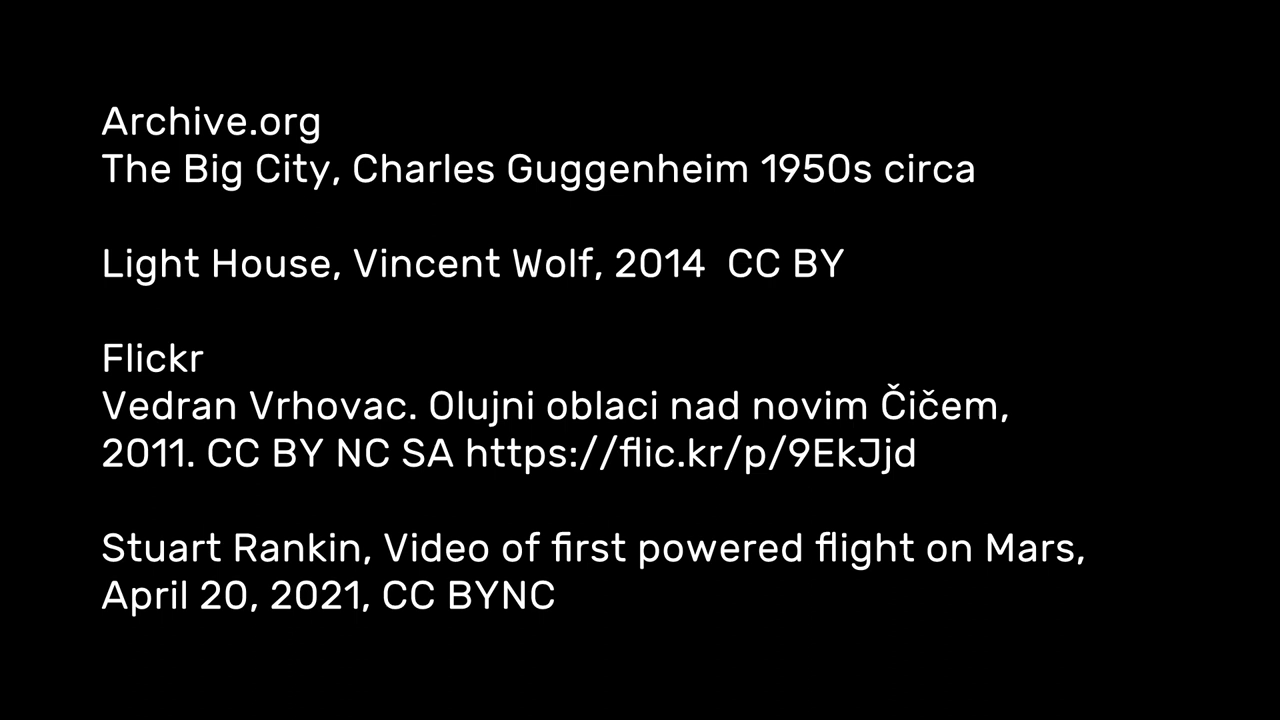 Archive.org
The Big City, Charles Guggenheim 1950s circa
Light House, Vincent Wolf, 2014  CC BY
Flickr
Vedran Vrhovac. Olujni oblaci nad novim Čičem,
2011. CC BY NC SA https://flic.kr/p/9EkJjd
Stuart Rankin, Video of first powered flight on Mars,
April 20, 2021, CC BYNC